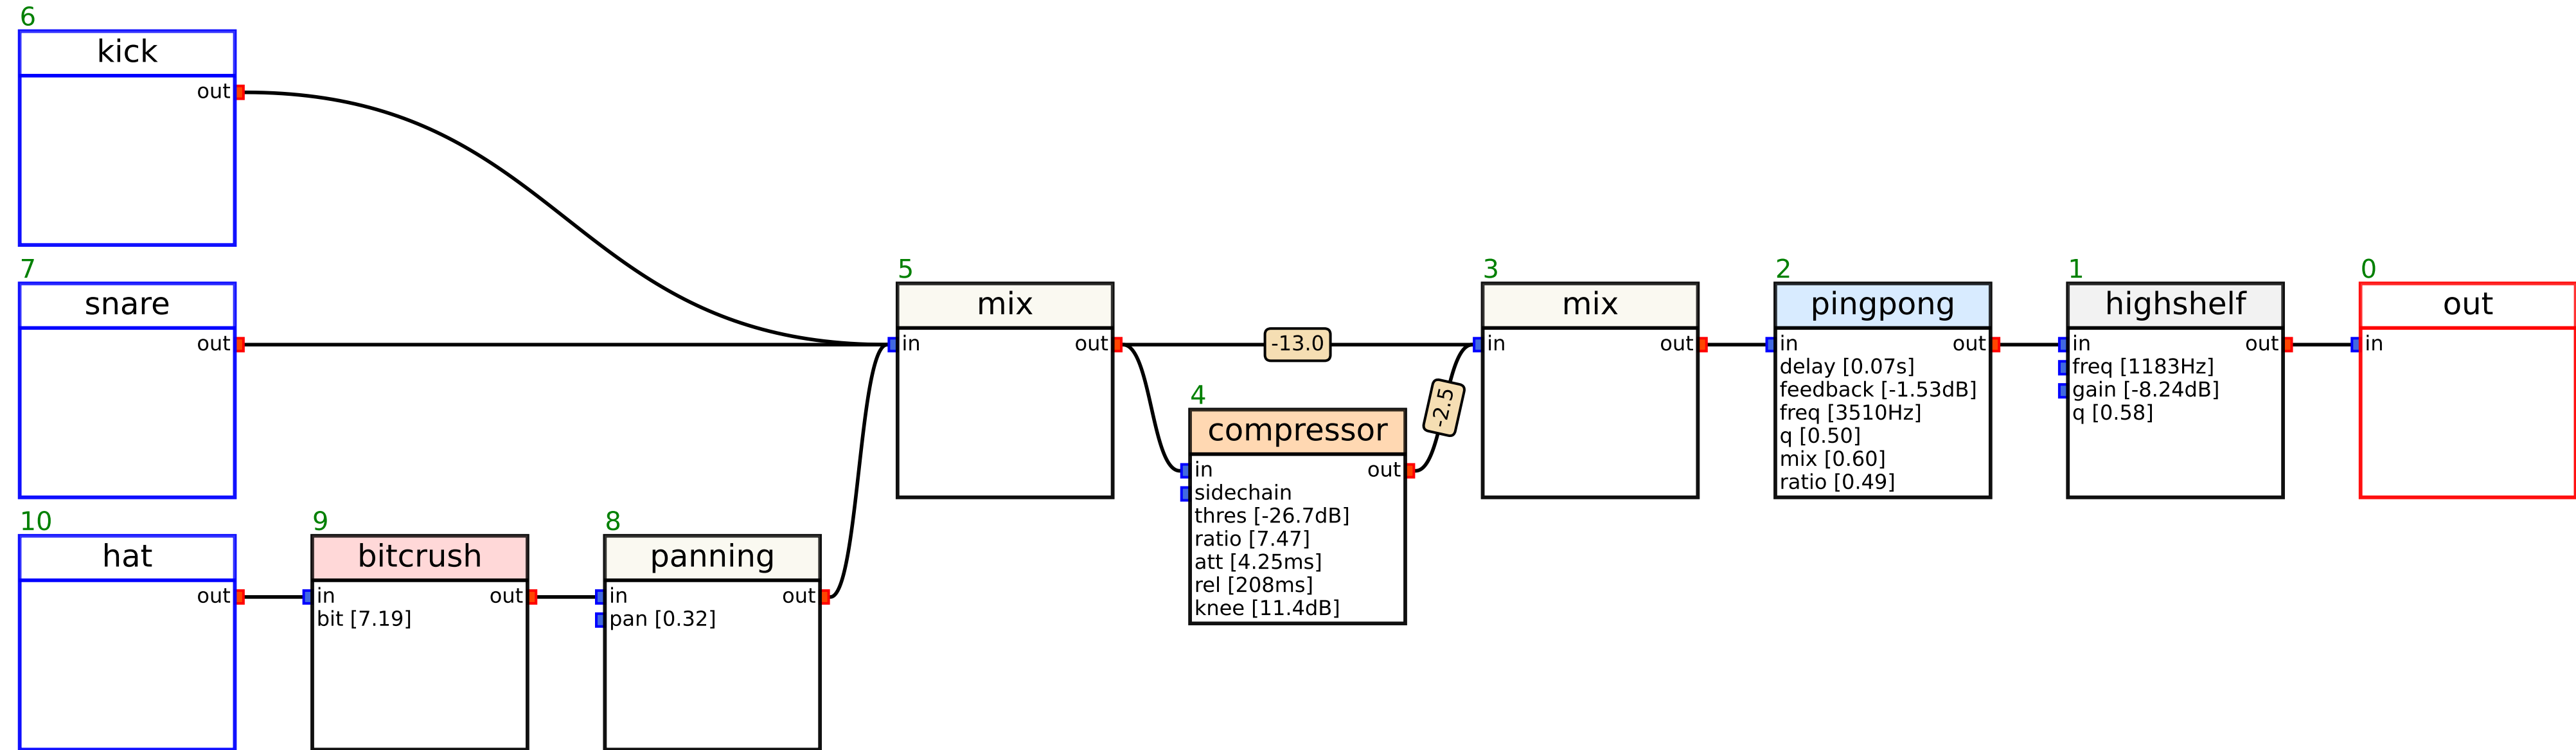 6
kick
out
7
snare
out
10
hat
out
9
bitcrush
in out
bit [7.19]
8
panning
in out
pan [0.32]
5
mix
in out
-13.0
4
compressor
in out
sidechain
thres [-26.7dB]
ratio [7.47]
att [4.25ms]
rel [208ms]
knee [11.4dB]
-2.5
3
mix
in out
2
pingpong
in out
delay [0.07s]
feedback [-1.53dB]
freq [3510Hz]
q [0.50]
mix [0.60]
ratio [0.49]
1
highshelf
in out
freq [1183Hz]
gain [-8.24dB]
q [0.58]
0
out
in